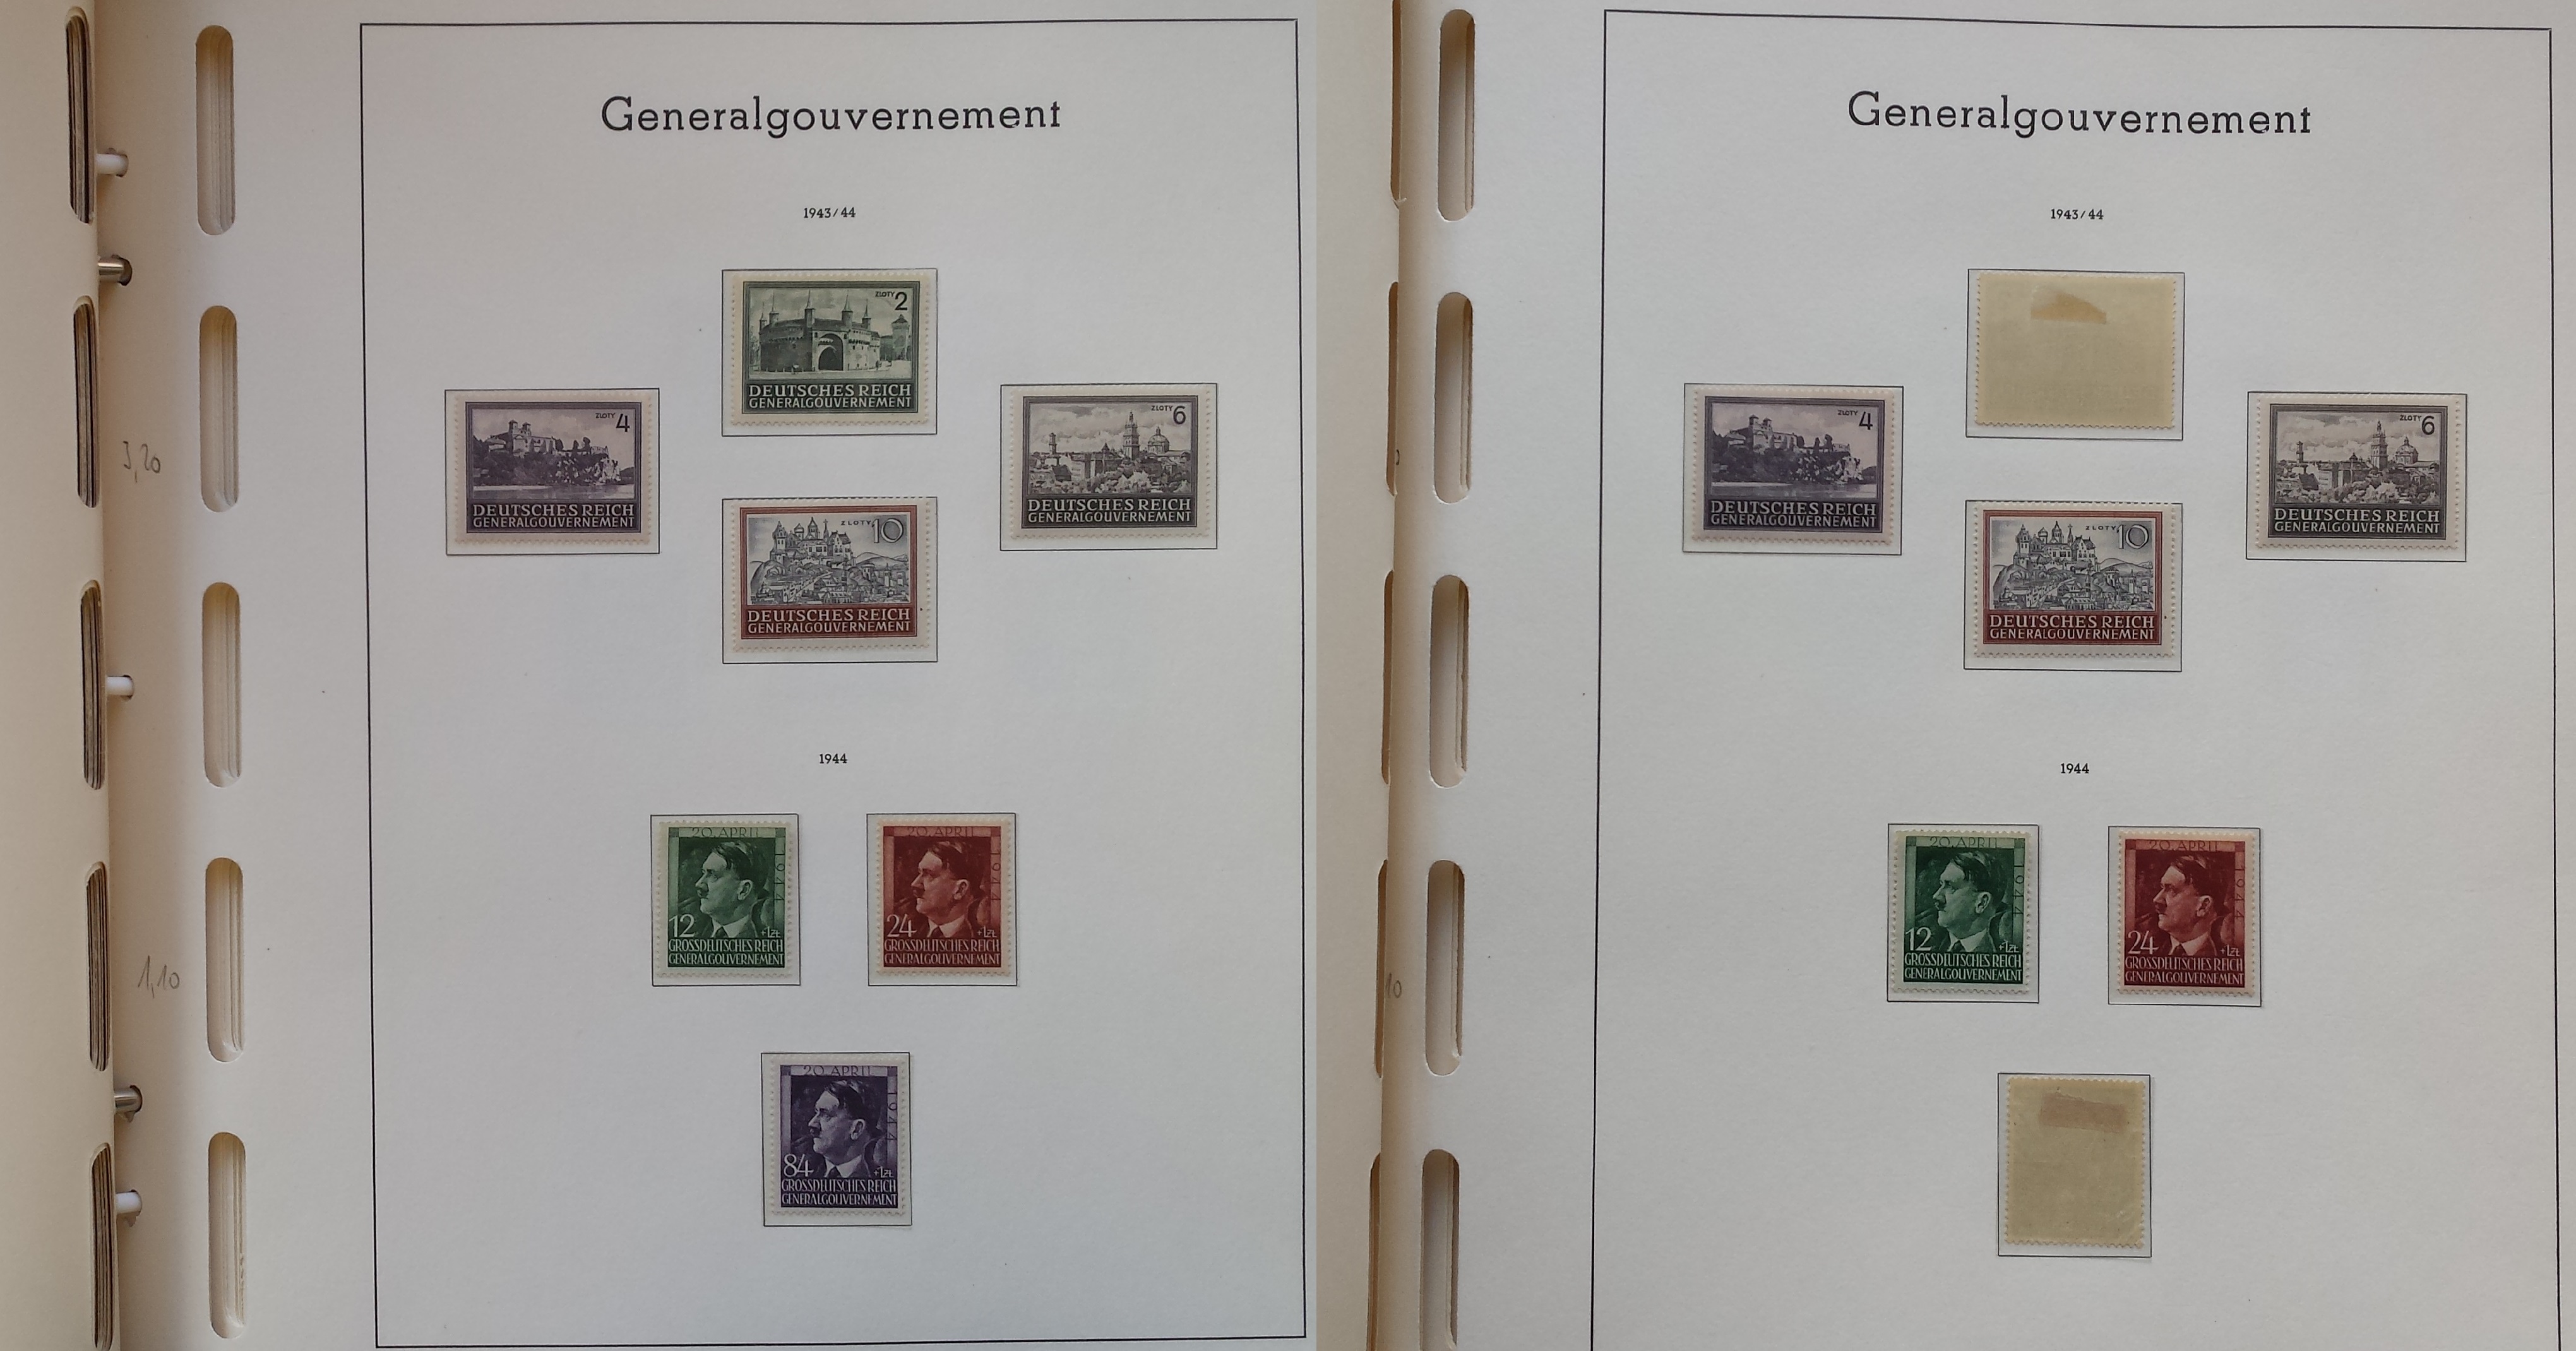 Generalgouvernement
1943/44
ZLOTY 2
DEUTSCHES REICH
GENERALGOUVERNEMENT
ZLOTY 4
DEUTSCHES REICH
GENERALGOUVERNEMENT
ZLOTY 6
DEUTSCHES REICH
GENERALGOUVERNEMENT
3,20
ZLOTY 10
DEUTSCHES REICH
GENERALGOUVERNEMENT
1944
20. APRIL
1944
12 +1zł
GROSSDEUTSCHES REICH
GENERALGOUVERNEMENT
20. APRIL
1944
24 +1zł
GROSSDEUTSCHES REICH
GENERALGOUVERNEMENT
1,10
20. APRIL
1944
84 +1zł
GROSSDEUTSCHES REICH
GENERALGOUVERNEMENT
Generalgouvernement
1943/44
ZLOTY 4
DEUTSCHES REICH
GENERALGOUVERNEMENT
ZLOTY 6
DEUTSCHES REICH
GENERALGOUVERNEMENT
ZLOTY 10
DEUTSCHES REICH
GENERALGOUVERNEMENT
1944
20. APRIL
1944
12 +1zł
GROSSDEUTSCHES REICH
GENERALGOUVERNEMENT
20. APRIL
1944
24 +1zł
GROSSDEUTSCHES REICH
GENERALGOUVERNEMENT